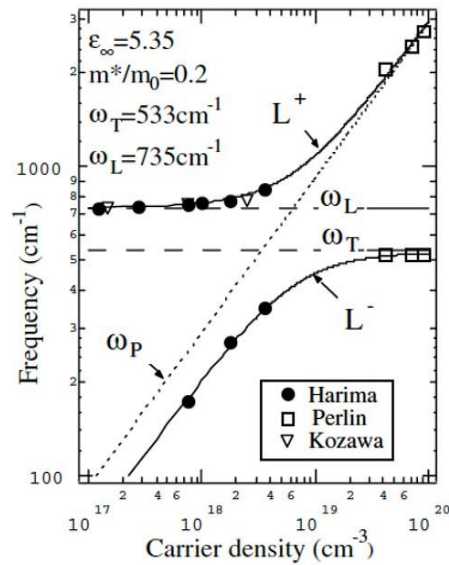 ε∞=5.35
m*/m0=0.2
ωT=533cm-1
ωL=735cm-1
L+
ωL
ωT
L-
ωP
Harima
Perlin
Kozawa
Frequency (cm-1)
3
2
1000
9
8
7
6
5
4
3
2
100
10 17 2 4 6 10 18 2 4 6 10 19 2 4 6 10 20
Carrier density (cm-3)